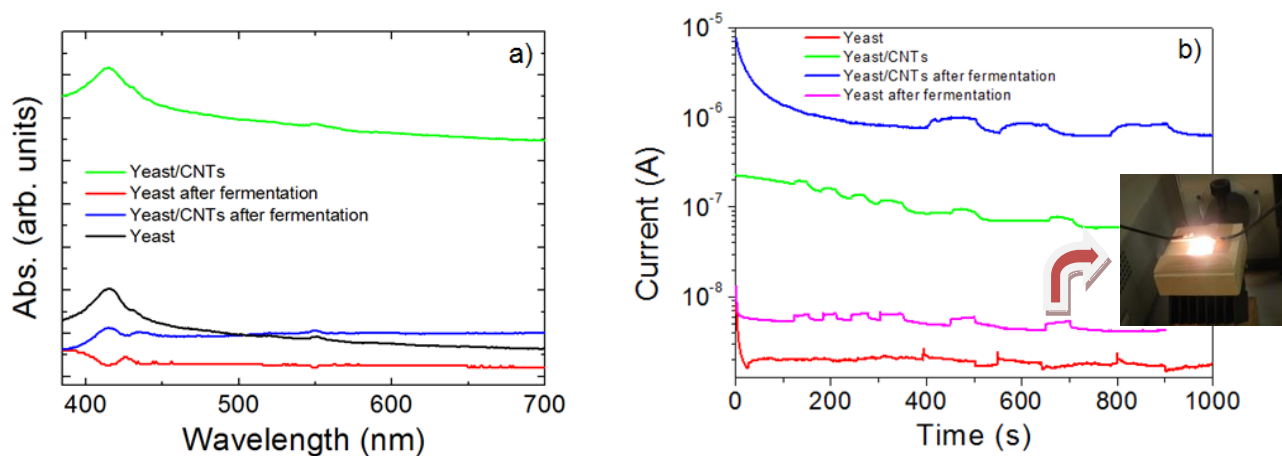 a)
Abs. (arb. units)
Yeast/CNTs
Yeast after fermentation
Yeast/CNTs after fermentation
Yeast
400 500 600 700
Wavelength (nm)
b)
Current (A)
10⁻⁵
10⁻⁶
10⁻⁷
10⁻⁸
Yeast
Yeast/CNTs
Yeast/CNTs after fermentation
Yeast after fermentation
0 200 400 600 800 1000
Time (s)